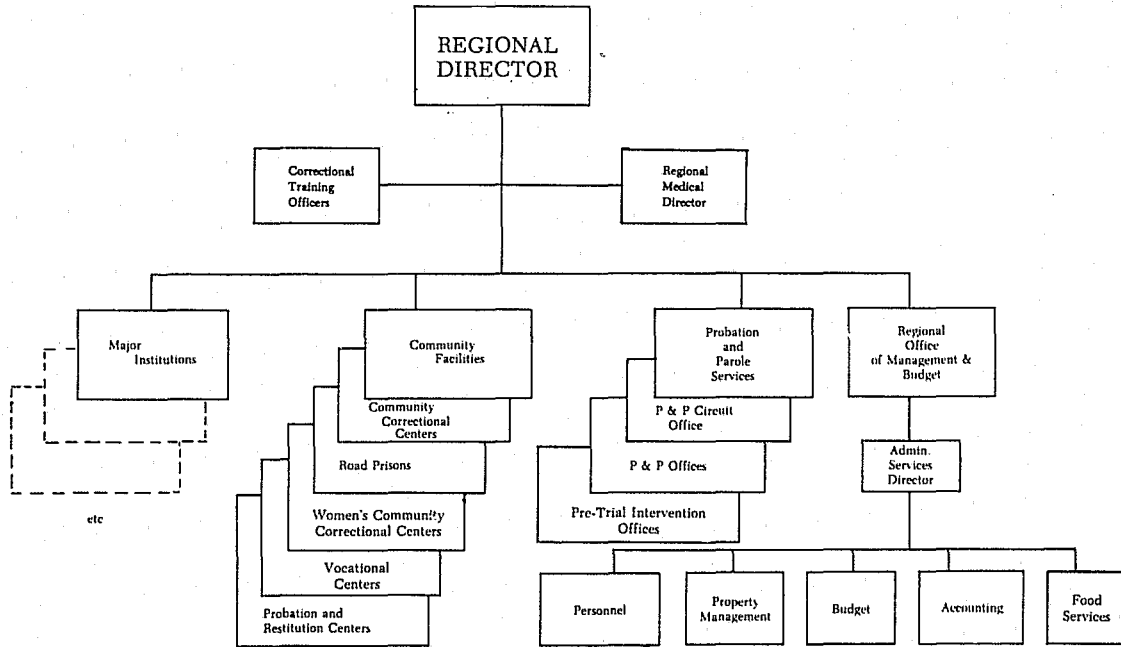 REGIONAL
DIRECTOR
Correctional
Training
Officers
Regional
Medical
Director
Major
Institutions
etc
Community
Facilities
Community
Correctional
Centers
Road Prisons
Women's Community
Correctional Centers
Vocational
Centers
Probation and
Restitution Centers
Probation
and
Parole
Services
P & P Circuit
Office
P & P Offices
Pre-Trial Intervention
Offices
Regional
Office
of Management &
Budget
Admin.
Services
Director
Personnel
Property
Management
Budget
Accounting
Food
Services